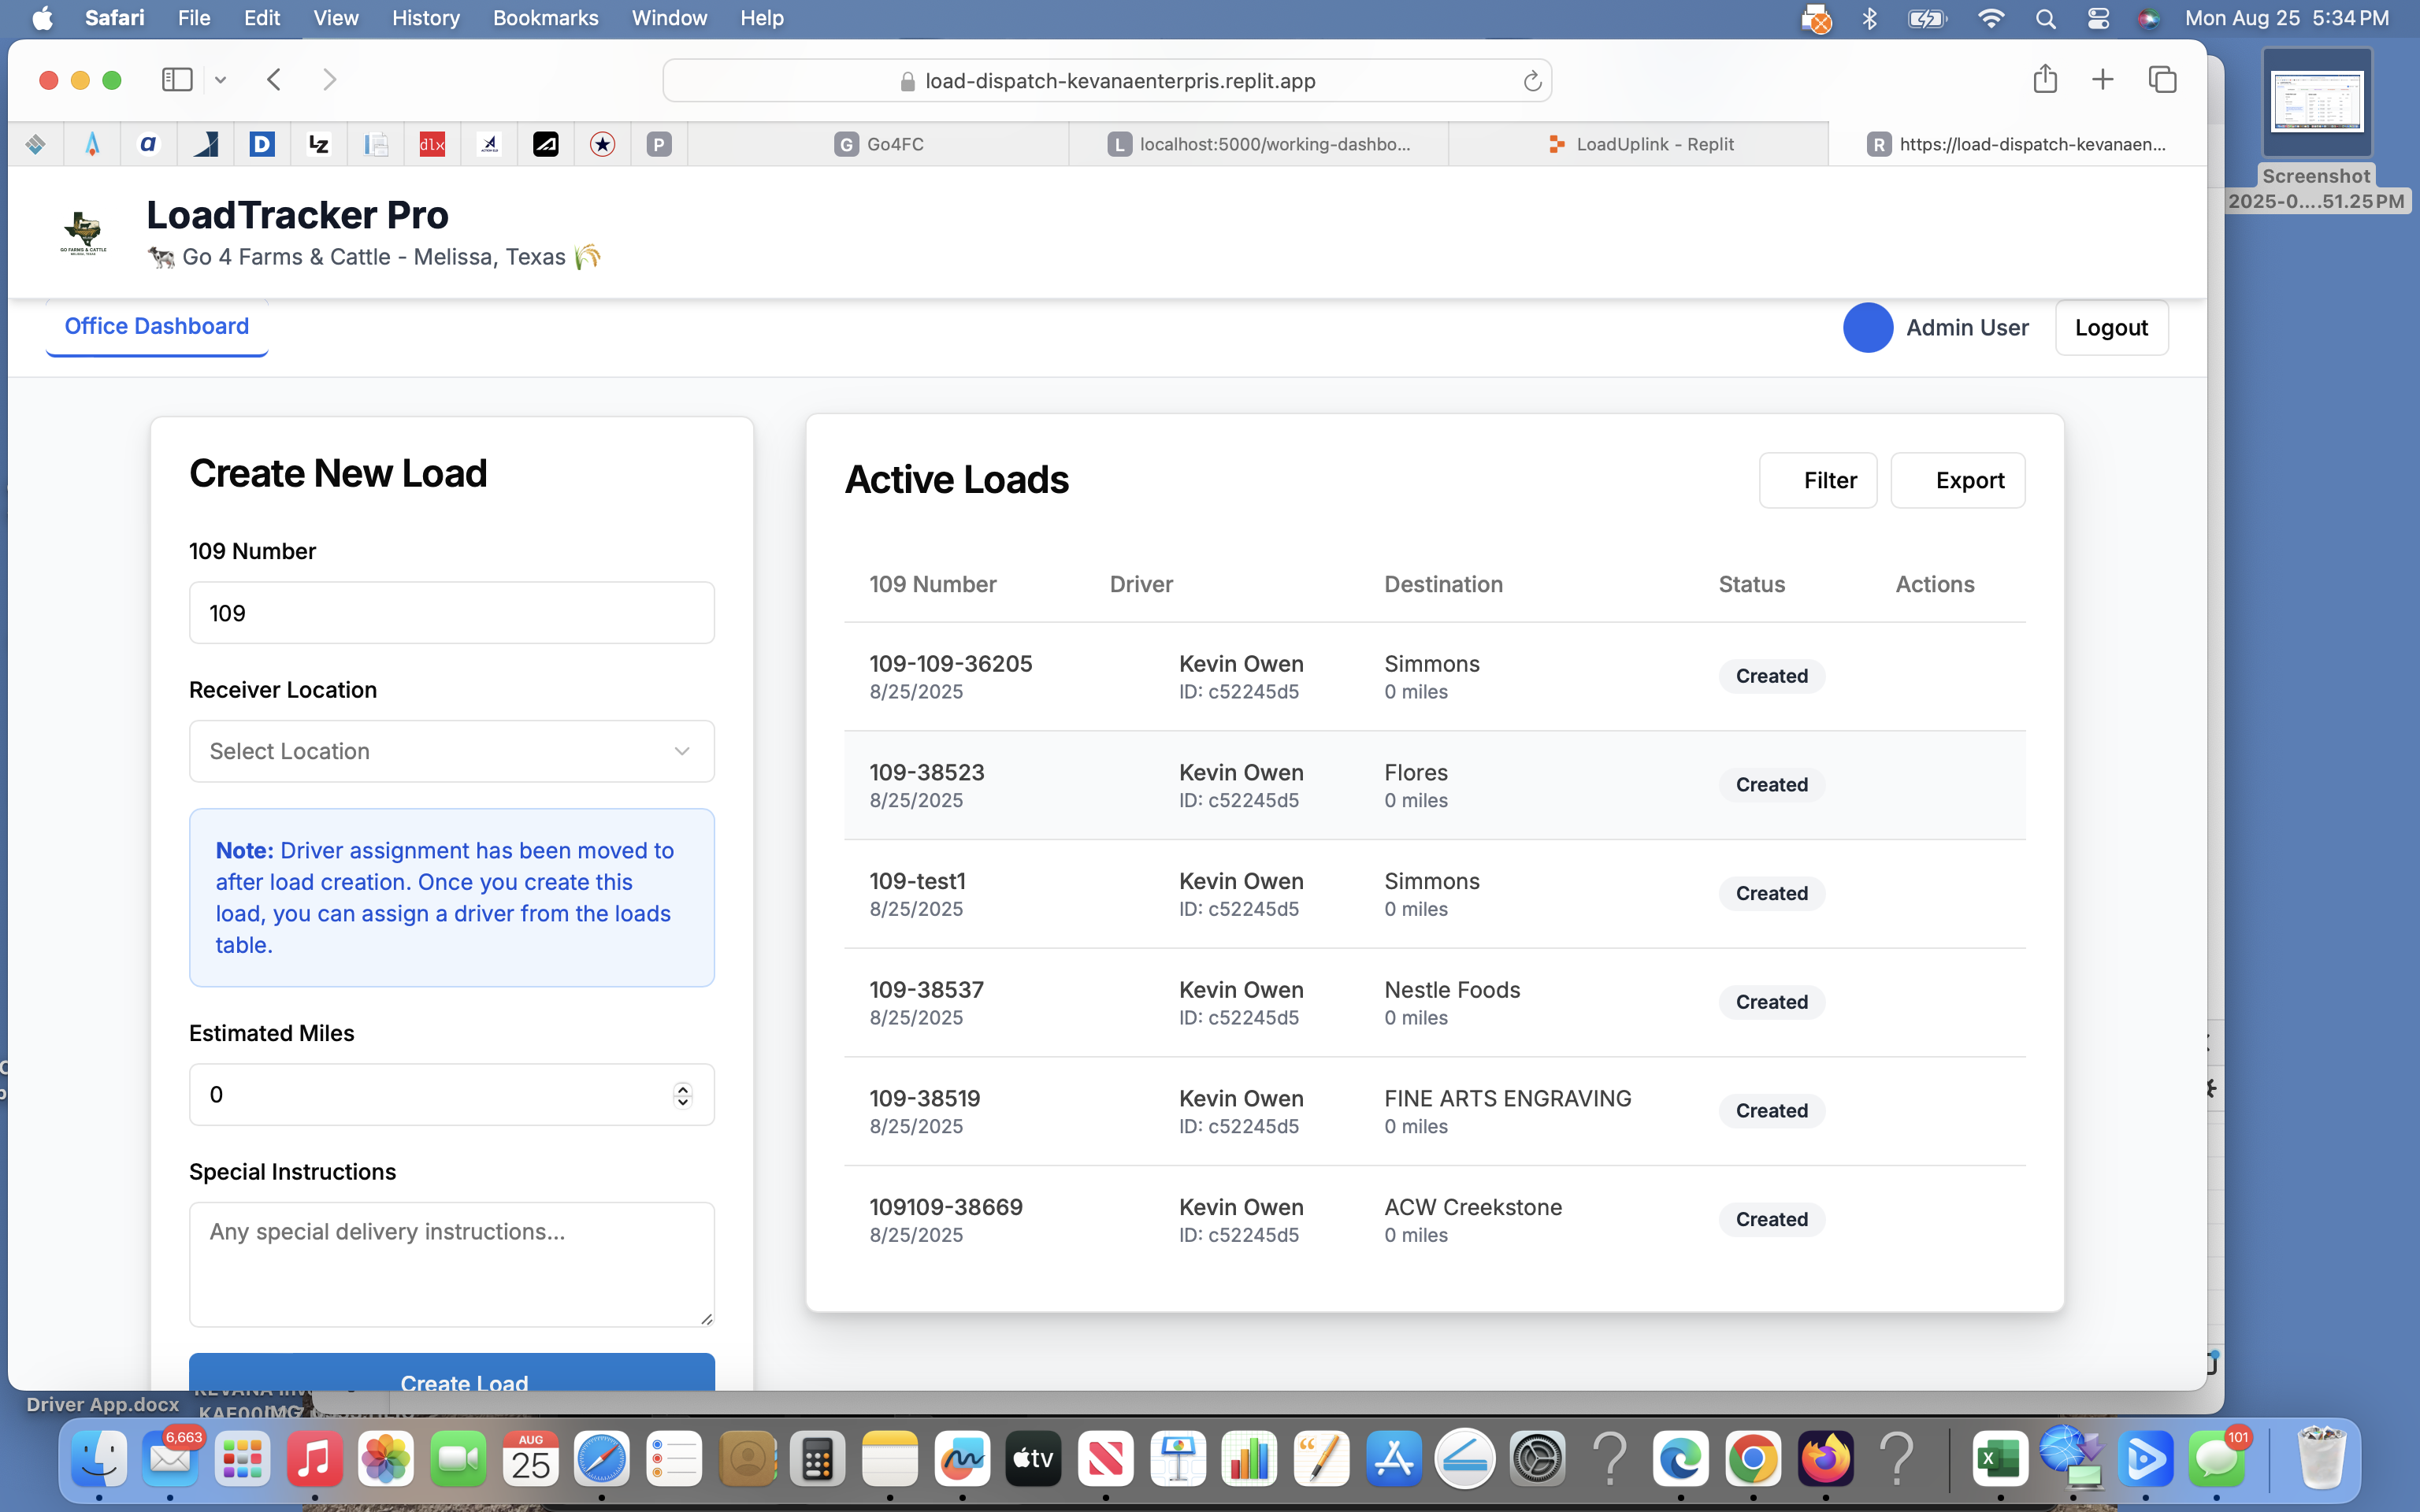 Safari File Edit View History Bookmarks Window Help Mon Aug 25 5:34 PM
load-dispatch-kevanaenterpris.replit.app
a D LZ dlx P G Go4FC L localhost:5000/working-dashbo... LoadUplink - Replit R https://load-dispatch-kevanaen...
Screenshot
2025-0....51.25 PM
LoadTracker Pro
GO FARMS & CATTLE
🐄 Go 4 Farms & Cattle - Melissa, Texas 🌾
Office Dashboard
Admin User
Logout
Create New Load
109 Number
109
Receiver Location
Select Location
Note: Driver assignment has been moved to
after load creation. Once you create this
load, you can assign a driver from the loads
table.
Estimated Miles
0
Special Instructions
Any special delivery instructions...
Create Load
Active Loads
Filter
Export
109 Number Driver Destination Status Actions
109-109-36205 Kevin Owen Simmons Created
8/25/2025 ID: c52245d5 0 miles
109-38523 Kevin Owen Flores Created
8/25/2025 ID: c52245d5 0 miles
109-test1 Kevin Owen Simmons Created
8/25/2025 ID: c52245d5 0 miles
109-38537 Kevin Owen Nestle Foods Created
8/25/2025 ID: c52245d5 0 miles
109-38519 Kevin Owen FINE ARTS ENGRAVING Created
8/25/2025 ID: c52245d5 0 miles
109109-38669 Kevin Owen ACW Creekstone Created
8/25/2025 ID: c52245d5 0 miles
Driver App.docx
6,663
AUG
25
tv
101